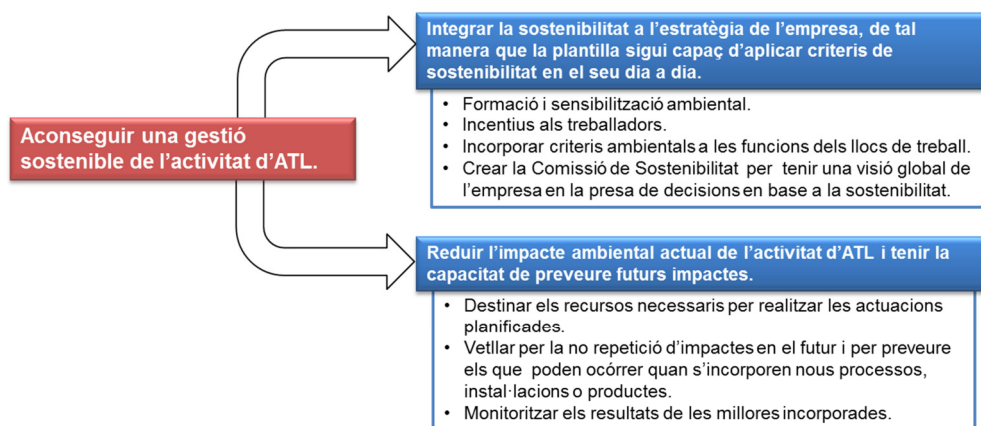 Integrar la sostenibilitat a l'estratègia de l'empresa, de tal
manera que la plantilla sigui capaç d'aplicar criteris de
sostenibilitat en el seu dia a dia.
• Formació i sensibilització ambiental.
• Incentius als treballadors.
• Incorporar criteris ambientals a les funcions dels llocs de treball.
• Crear la Comissió de Sostenibilitat per tenir una visió global de
l'empresa en la presa de decisions en base a la sostenibilitat.
Aconseguir una gestió
sostenible de l'activitat d'ATL.
Reduir l'impacte ambiental actual de l'activitat d'ATL i tenir la
capacitat de preveure futurs impactes.
• Destinar els recursos necessaris per realitzar les actuacions
planificades.
• Vetllar per la no repetició d'impactes en el futur i per preveure
els que poden ocórrer quan s'incorporen nous processos,
instal·lacions o productes.
• Monitoritzar els resultats de les millores incorporades.